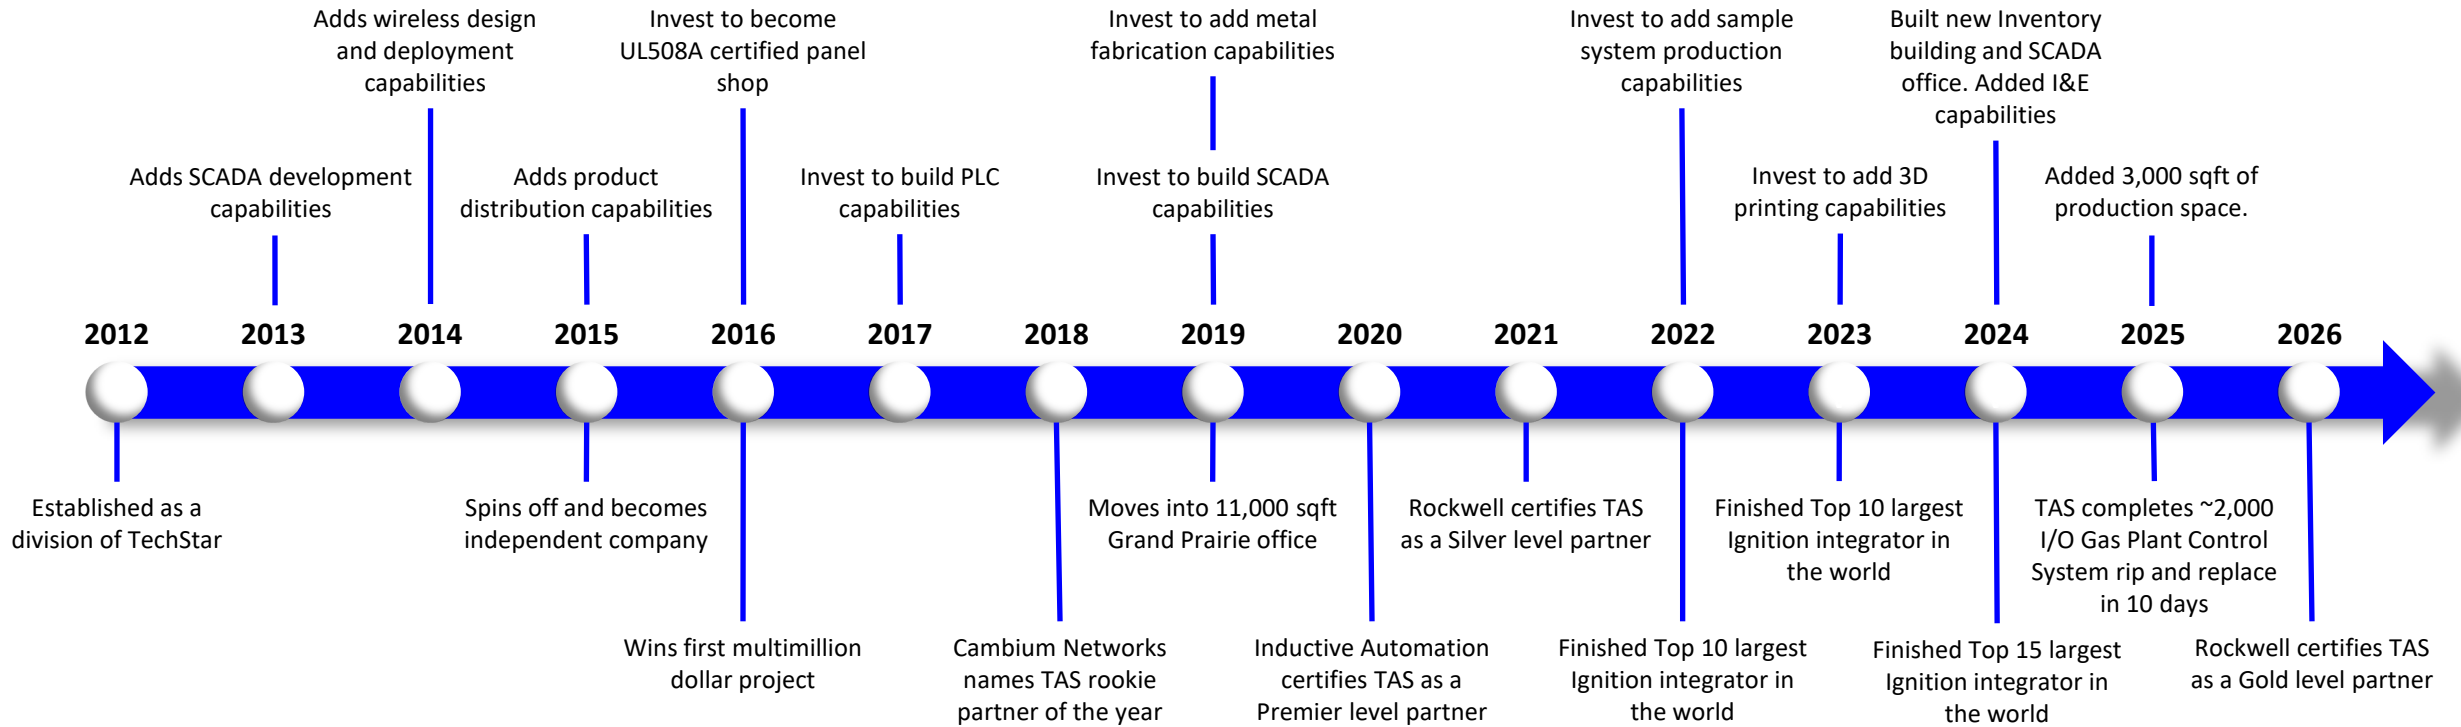 Adds wireless design
and deployment
capabilities
Invest to become
UL508A certified panel
shop
Invest to add metal
fabrication capabilities
Invest to add sample
system production
capabilities
Built new Inventory
building and SCADA
office. Added I&E
capabilities
Adds SCADA development
capabilities
Adds product
distribution capabilities
Invest to build PLC
capabilities
Invest to build SCADA
capabilities
Invest to add 3D
printing capabilities
Added 3,000 sqft of
production space.
2012 2013 2014 2015 2016 2017 2018 2019 2020 2021 2022 2023 2024 2025 2026
Established as a
division of TechStar
Spins off and becomes
independent company
Moves into 11,000 sqft
Grand Prairie office
Rockwell certifies TAS
as a Silver level partner
Finished Top 10 largest
Ignition integrator in
the world
TAS completes ~2,000
I/O Gas Plant Control
System rip and replace
in 10 days
Wins first multimillion
dollar project
Cambium Networks
names TAS rookie
partner of the year
Inductive Automation
certifies TAS as a
Premier level partner
Finished Top 10 largest
Ignition integrator in
the world
Finished Top 15 largest
Ignition integrator in
the world
Rockwell certifies TAS
as a Gold level partner